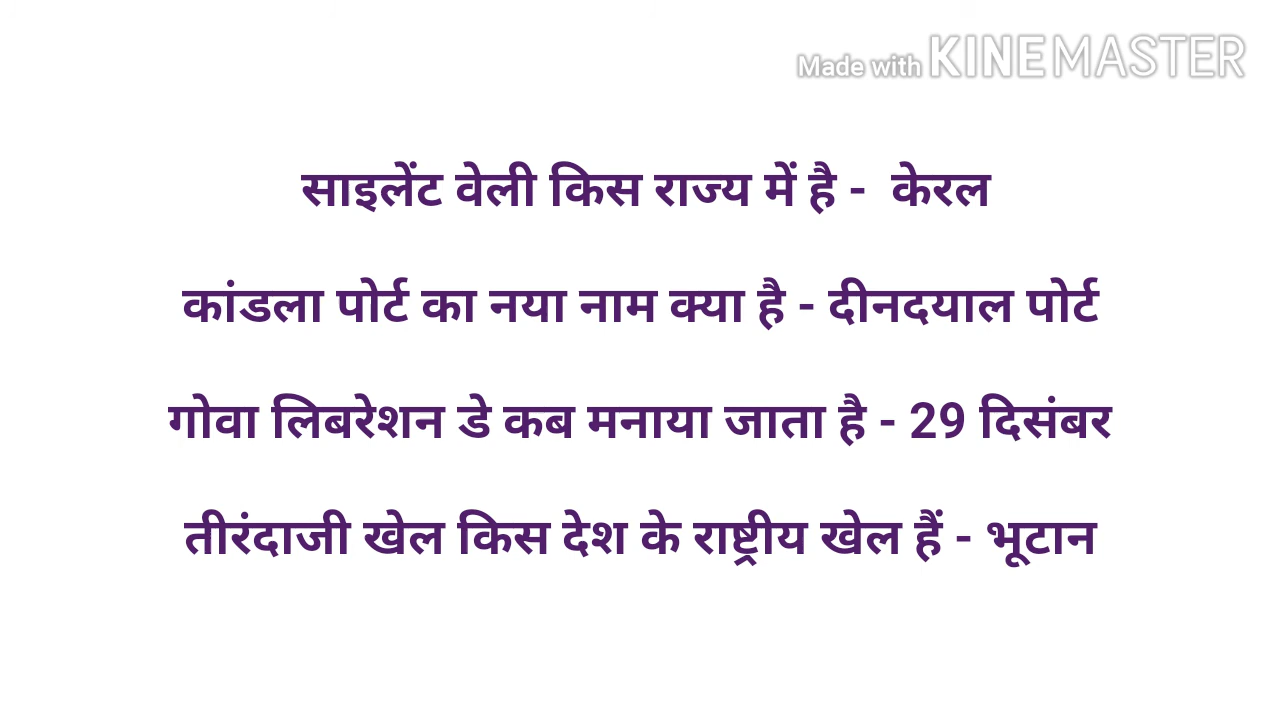 Made with KINEMASTER
साइलेंट वेली किस राज्य में है - केरल
कांडला पोर्ट का नया नाम क्या है - दीनदयाल पोर्ट
गोवा लिबरेशन डे कब मनाया जाता है - 29 दिसंबर
तीरंदाजी खेल किस देश के राष्ट्रीय खेल हैं - भूटान